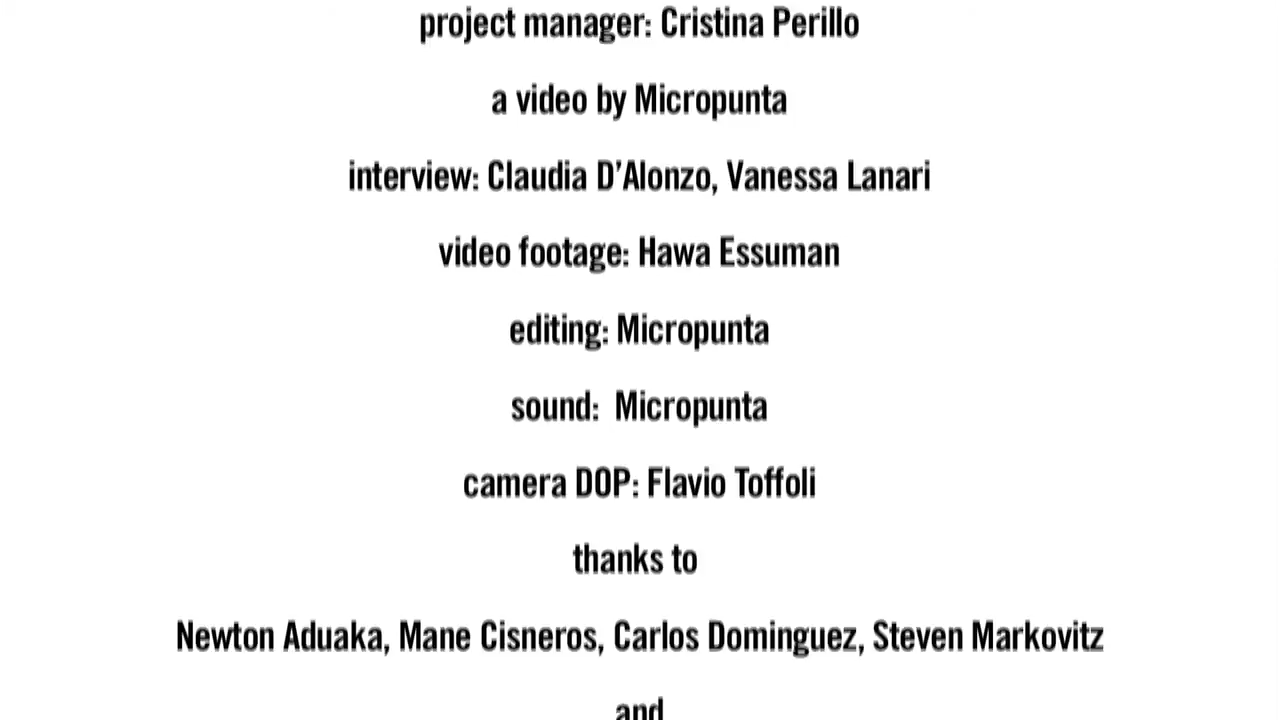 project manager: Cristina Perillo
a video by Micropunta
interview: Claudia D’Alonzo, Vanessa Lanari
video footage: Hawa Essuman
editing: Micropunta
sound:  Micropunta
camera DOP: Flavio Toffoli
thanks to
Newton Aduaka, Mane Cisneros, Carlos Dominguez, Steven Markovitz
and